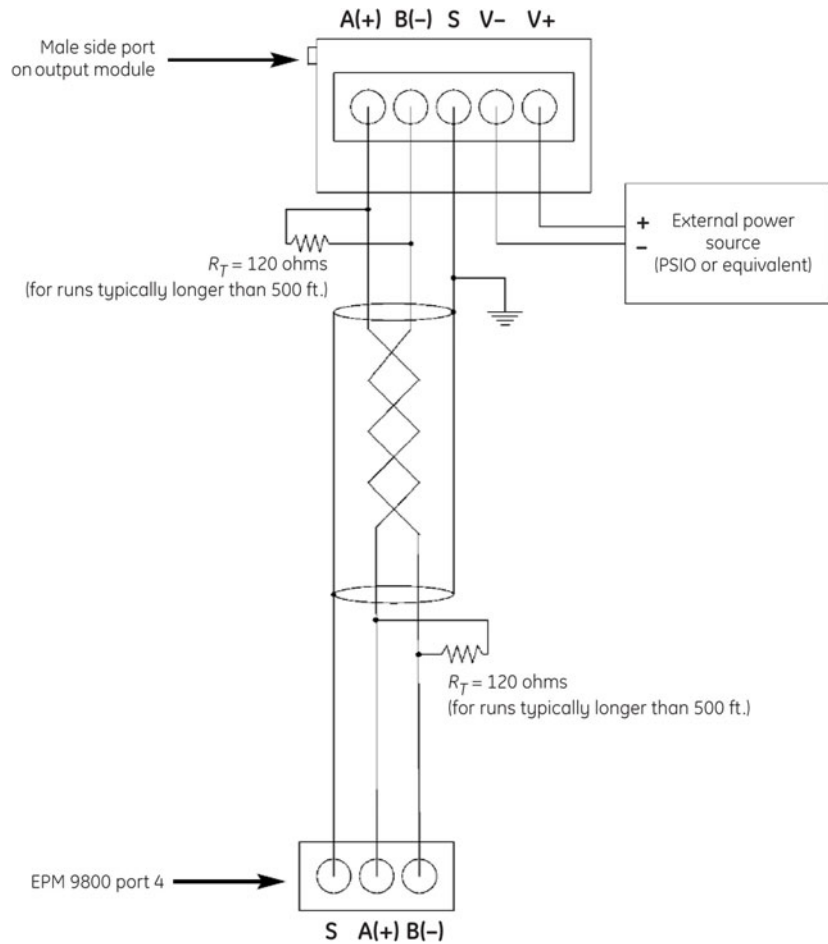 A(+) B(–) S V– V+
Male side port
on output module
+
–
External power
source
(PSIO or equivalent)
R_T = 120 ohms
(for runs typically longer than 500 ft.)
R_T = 120 ohms
(for runs typically longer than 500 ft.)
EPM 9800 port 4
S A(+) B(–)